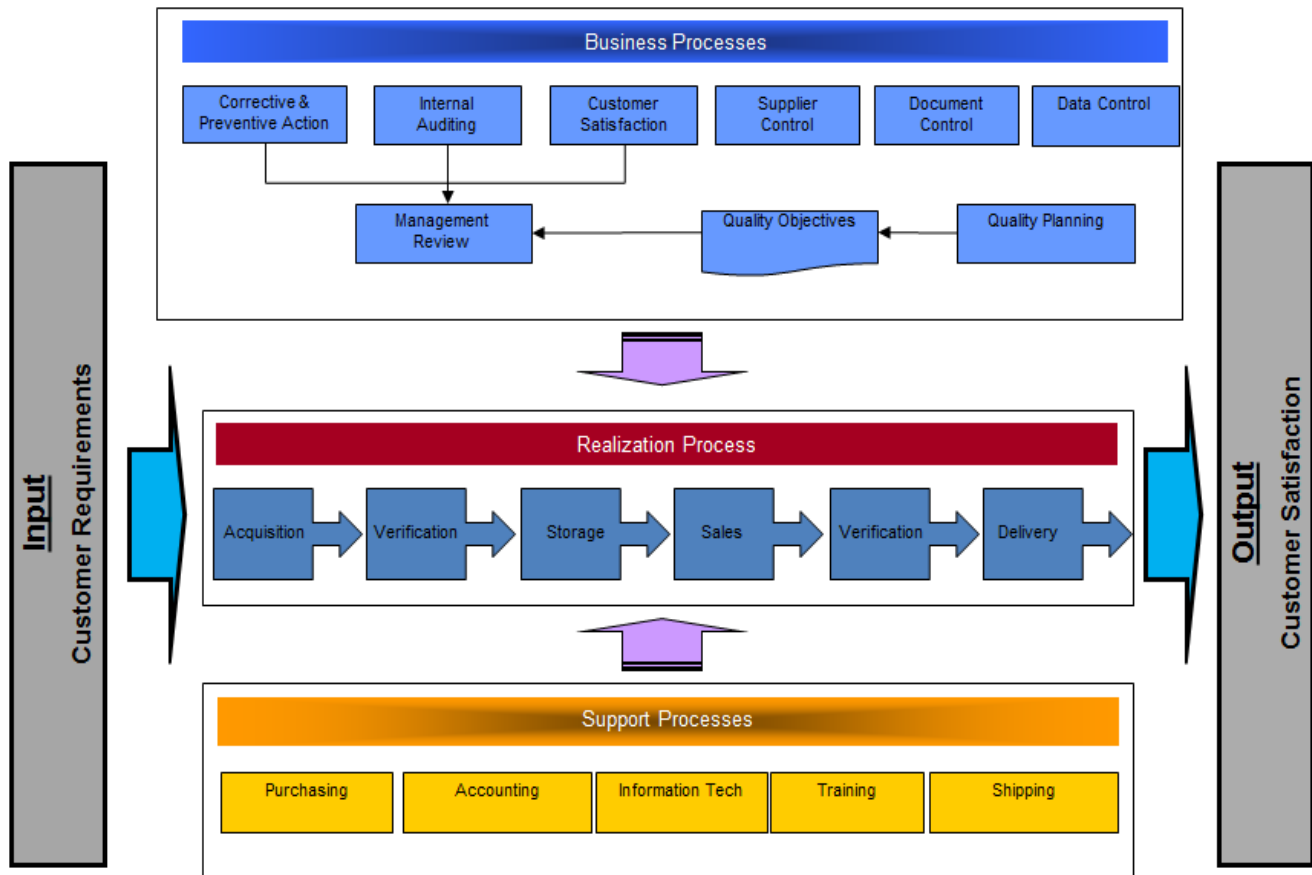 Business Processes
Corrective &
Preventive Action
Internal
Auditing
Customer
Satisfaction
Supplier
Control
Document
Control
Data Control
Management
Review
Quality Objectives
Quality Planning
Input
Customer Requirements
Realization Process
Acquisition
Verification
Storage
Sales
Verification
Delivery
Output
Customer Satisfaction
Support Processes
Purchasing
Accounting
Information Tech
Training
Shipping